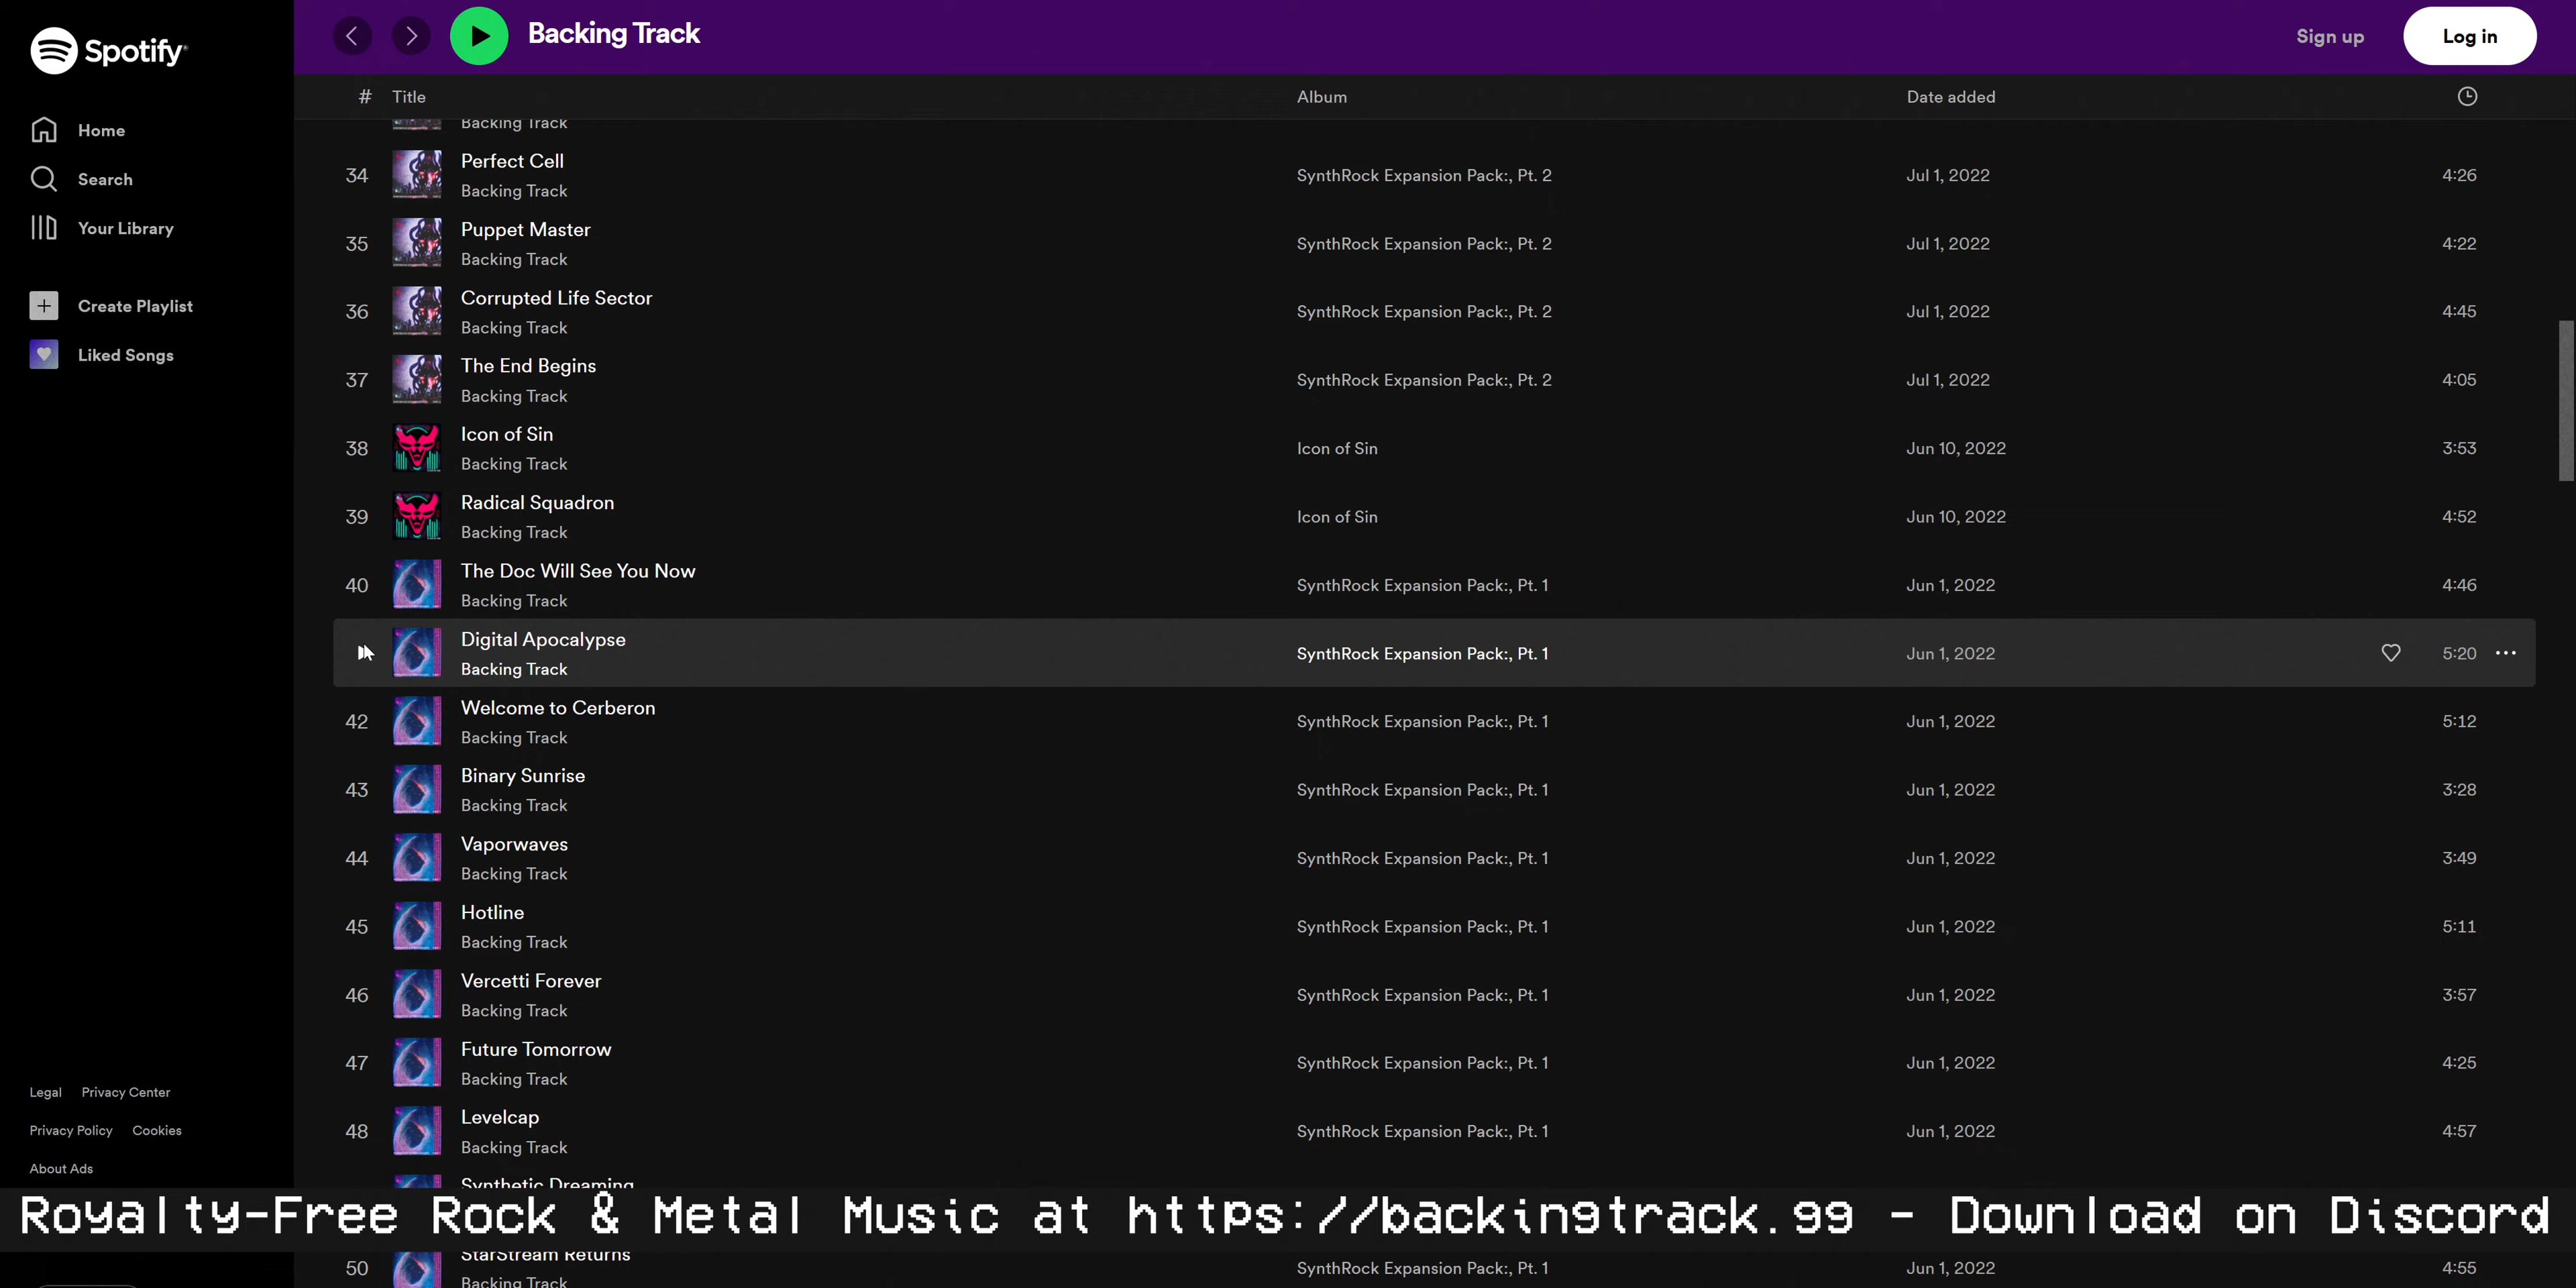 Spotify
Home
Search
Your Library
Create Playlist
Liked Songs
Legal Privacy Center
Privacy Policy Cookies
About Ads
Backing Track
Sign up Log in
# Title Album Date added
Backing Track
34 Perfect Cell SynthRock Expansion Pack:, Pt. 2 Jul 1, 2022 4:26
Backing Track
35 Puppet Master SynthRock Expansion Pack:, Pt. 2 Jul 1, 2022 4:22
Backing Track
36 Corrupted Life Sector SynthRock Expansion Pack:, Pt. 2 Jul 1, 2022 4:45
Backing Track
37 The End Begins SynthRock Expansion Pack:, Pt. 2 Jul 1, 2022 4:05
Backing Track
38 Icon of Sin Icon of Sin Jun 10, 2022 3:53
Backing Track
39 Radical Squadron Icon of Sin Jun 10, 2022 4:52
Backing Track
40 The Doc Will See You Now SynthRock Expansion Pack:, Pt. 1 Jun 1, 2022 4:46
Backing Track
Digital Apocalypse SynthRock Expansion Pack:, Pt. 1 Jun 1, 2022 5:20
Backing Track
42 Welcome to Cerberon SynthRock Expansion Pack:, Pt. 1 Jun 1, 2022 5:12
Backing Track
43 Binary Sunrise SynthRock Expansion Pack:, Pt. 1 Jun 1, 2022 3:28
Backing Track
44 Vaporwaves SynthRock Expansion Pack:, Pt. 1 Jun 1, 2022 3:49
Backing Track
45 Hotline SynthRock Expansion Pack:, Pt. 1 Jun 1, 2022 5:11
Backing Track
46 Vercetti Forever SynthRock Expansion Pack:, Pt. 1 Jun 1, 2022 3:57
Backing Track
47 Future Tomorrow SynthRock Expansion Pack:, Pt. 1 Jun 1, 2022 4:25
Backing Track
48 Levelcap SynthRock Expansion Pack:, Pt. 1 Jun 1, 2022 4:57
Backing Track
Synthetic Dreaming
Royalty-Free Rock & Metal Music at https://backingtrack.gg - Download on Discord
50 StarStream Returns SynthRock Expansion Pack:, Pt. 1 Jun 1, 2022 4:55
Backing Track